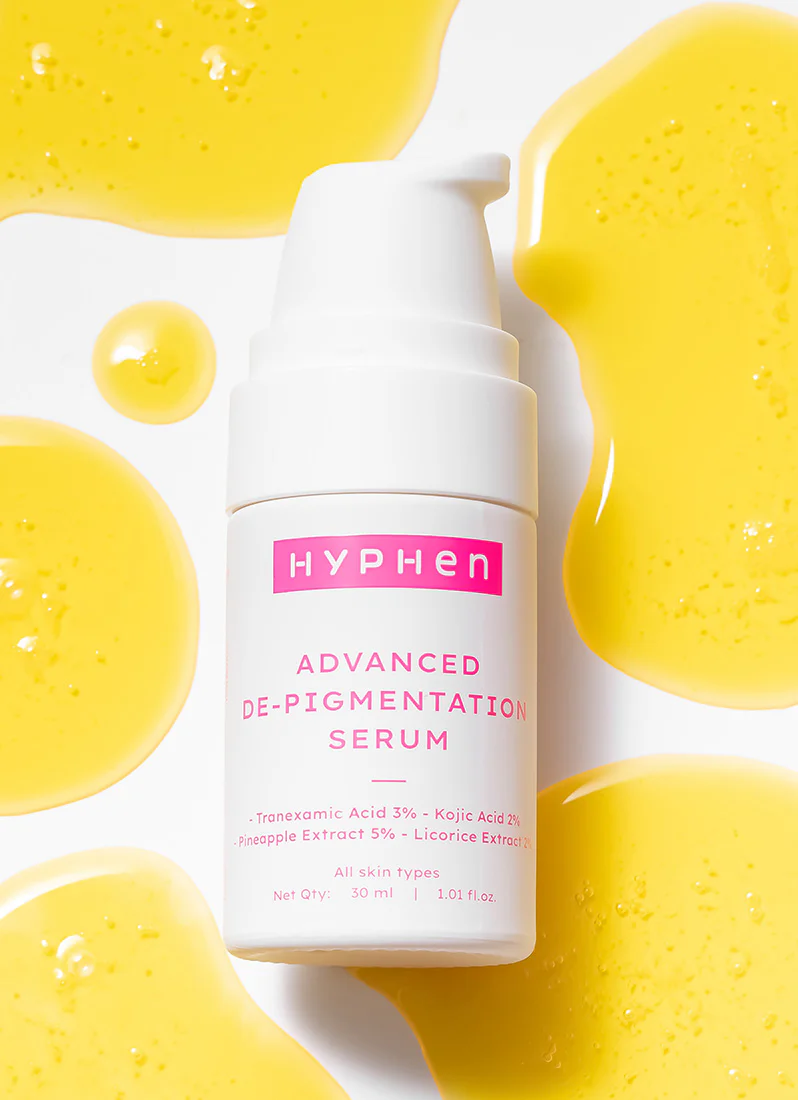 HYPHEN
ADVANCED
DE-PIGMENTATION
SERUM
- Tranexamic Acid 3% - Kojic Acid 2%
- Pineapple Extract 5% - Licorice Extract 2%
All skin types
Net Qty: 30 ml | 1.01 fl.oz.